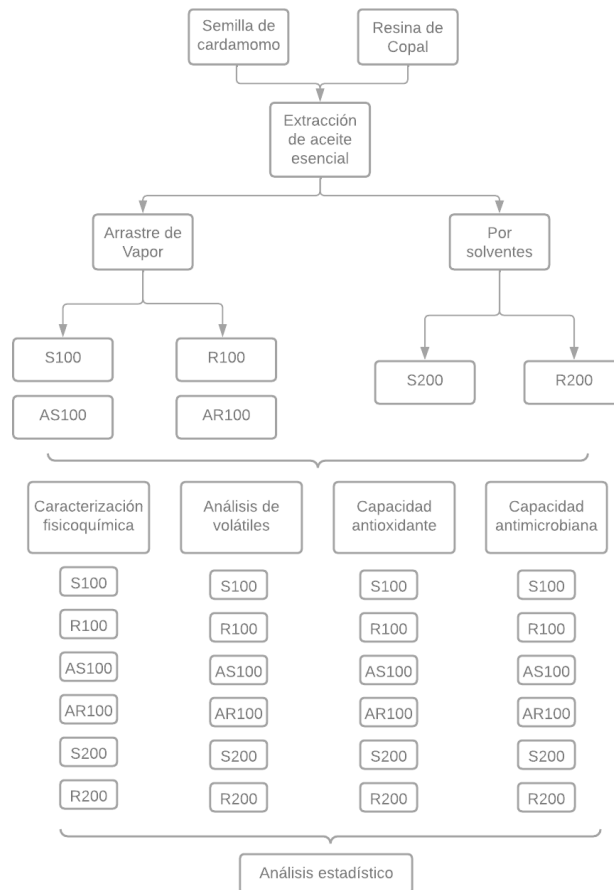 Semilla de
cardamomo
Resina de
Copal
Extracción
de aceite
esencial
Arrastre de
Vapor
Por
solventes
S100
R100
S200
R200
AS100
AR100
Caracterización
fisicoquímica
Análisis de
volátiles
Capacidad
antioxidante
Capacidad
antimicrobiana
S100
S100
S100
S100
R100
R100
R100
R100
AS100
AS100
AS100
AS100
AR100
AR100
AR100
AR100
S200
S200
S200
S200
R200
R200
R200
R200
Análisis estadístico